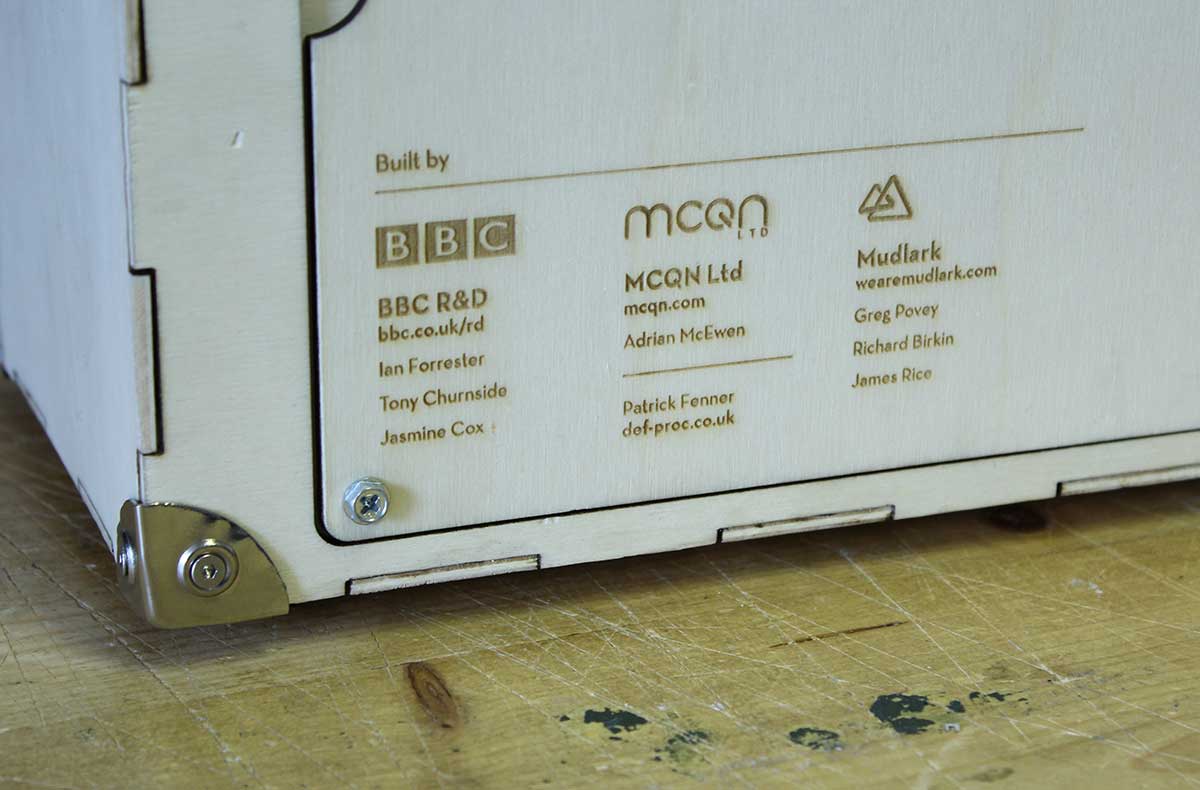 Built by
BBC
BBC R&D
bbc.co.uk/rd
Ian Forrester
Tony Churnside
Jasmine Cox
mcqn
LTD
MCQN Ltd
mcqn.com
Adrian McEwen
Patrick Fenner
def-proc.co.uk
Mudlark
wearemudlark.com
Greg Povey
Richard Birkin
James Rice